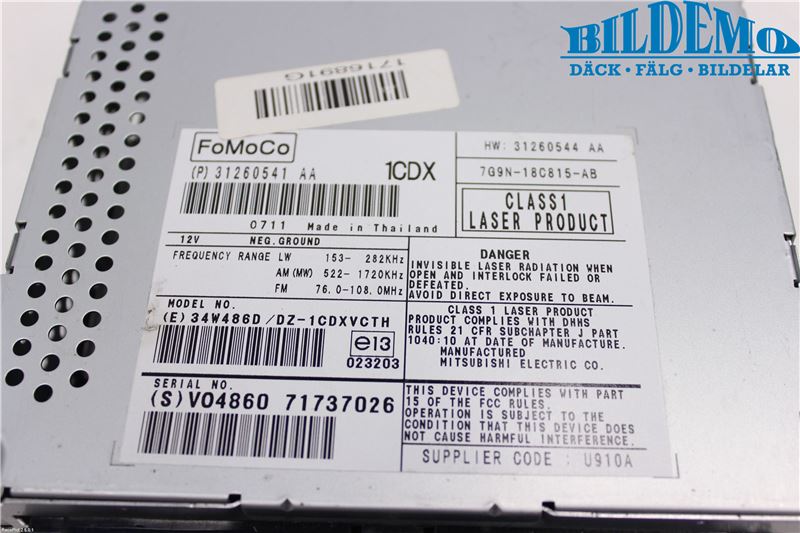 BILDEMO
DÄCK • FÄLG • BILDELAR
1716891G
FoMoCo
(P) 31260541 AA
1CDX
0711 Made in Thailand
HW: 31260544 AA
7G9N-18C815-AB
CLASS1
LASER PRODUCT
12V NEG.GROUND
FREQUENCY RANGE LW 153- 282KHz
AM (MW) 522- 1720KHz
FM 76.0-108.0MHz
MODEL NO.
(E) 34W486D/DZ-1CDXVCTH
e13
023203
SERIAL NO.
(S) V04860 71737026
DANGER
INVISIBLE LASER RADIATION WHEN
OPEN AND INTERLOCK FAILED OR
DEFEATED.
AVOID DIRECT EXPOSURE TO BEAM.
CLASS 1 LASER PRODUCT
PRODUCT COMPLIES WITH DHHS
RULES 21 CFR SUBCHAPTER J PART
1040:10 AT DATE OF MANUFACTURE.
MANUFACTURED
MITSUBISHI ELECTRIC CO.
THIS DEVICE COMPLIES WITH PART
15 OF THE FCC RULES.
OPERATION IS SUBJECT TO THE
CONDITION THAT THIS DEVICE DOES
NOT CAUSE HARMFUL INTERFERENCE.
SUPPLIER CODE : U910A